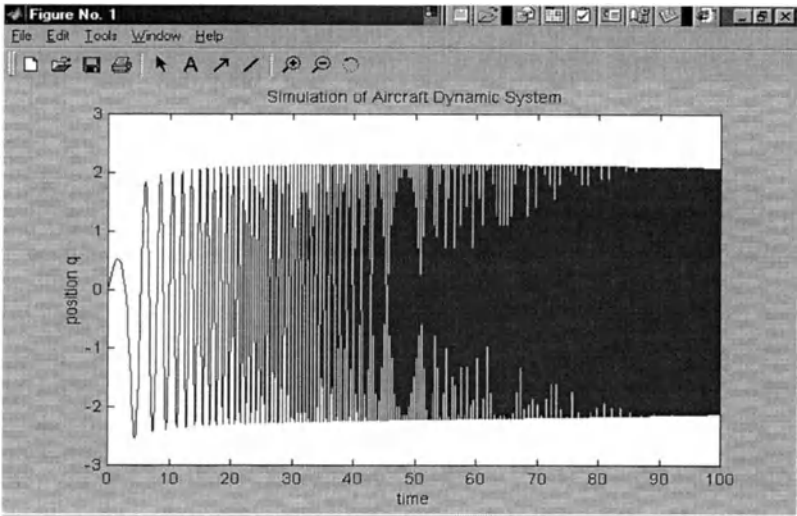 Figure No. 1
File Edit Tools Window Help
A
Simulation of Aircraft Dynamic System
3
2
1
0
-1
-2
-3
position q
0 10 20 30 40 50 60 70 80 90 100
time